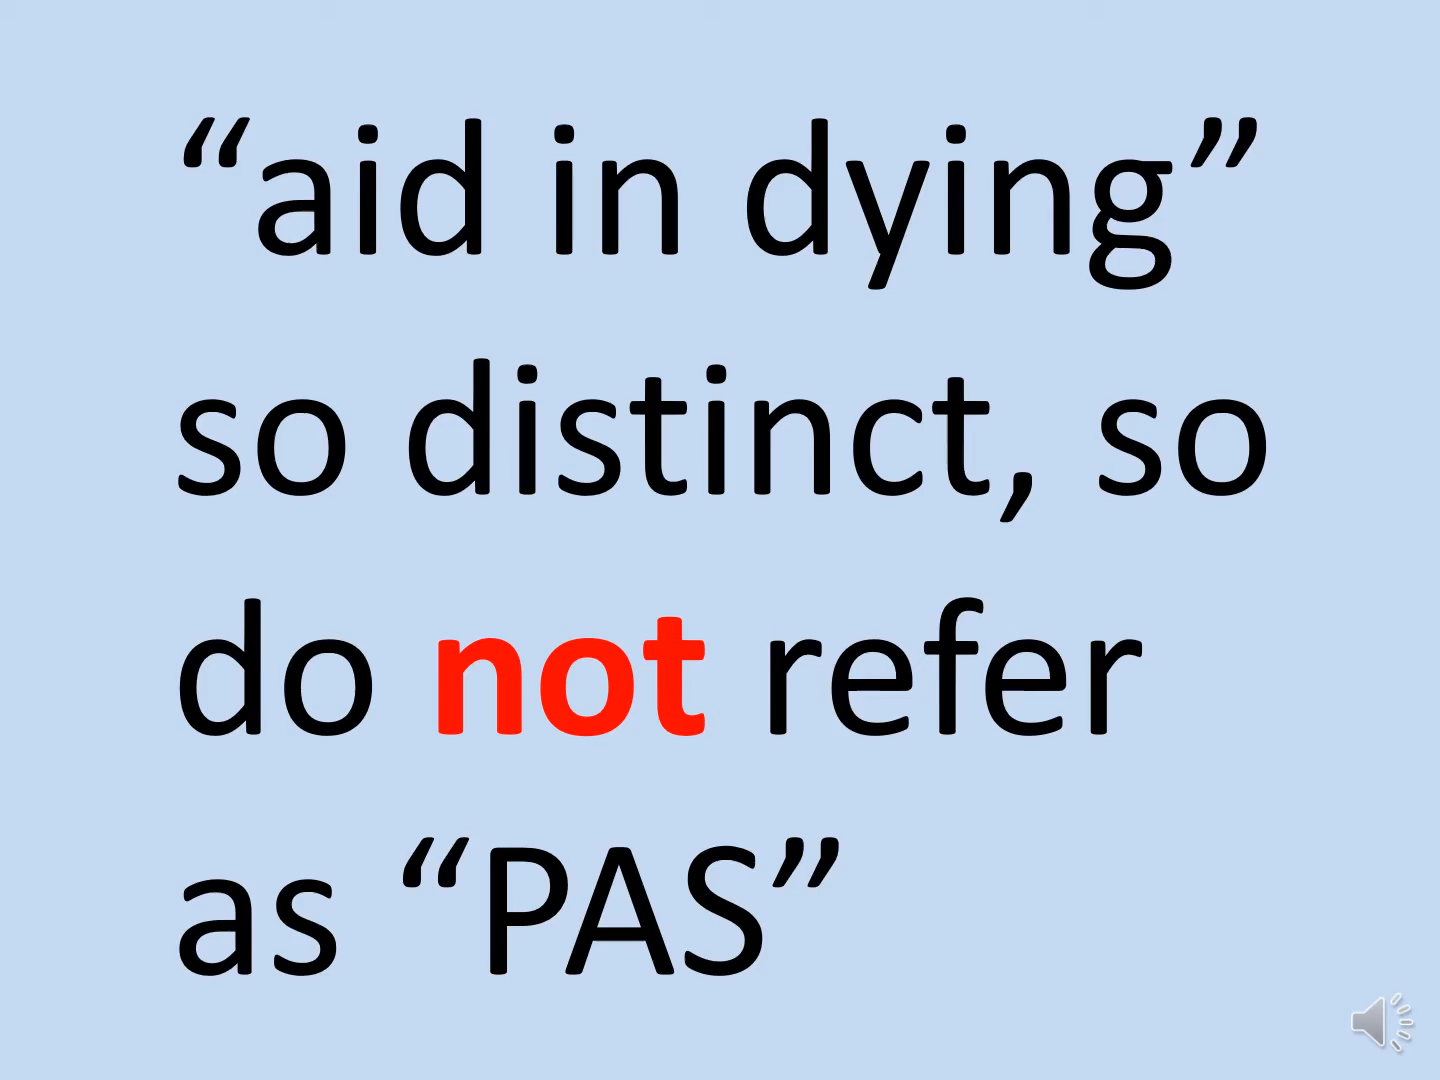 “aid in dying”
so distinct, so
do not refer
as “PAS”